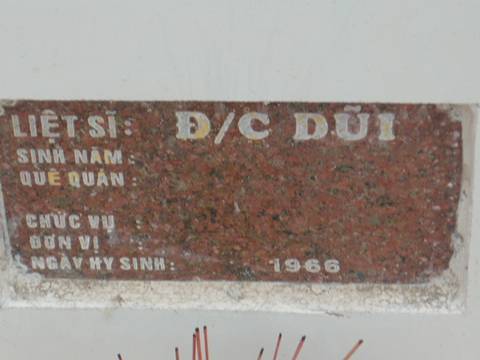 LIỆT SĨ: Đ/C DŨI
SINH NĂM:
QUÊ QUÁN:
CHỨC VỤ :
ĐƠN VỊ :
NGÀY HY SINH: 1966